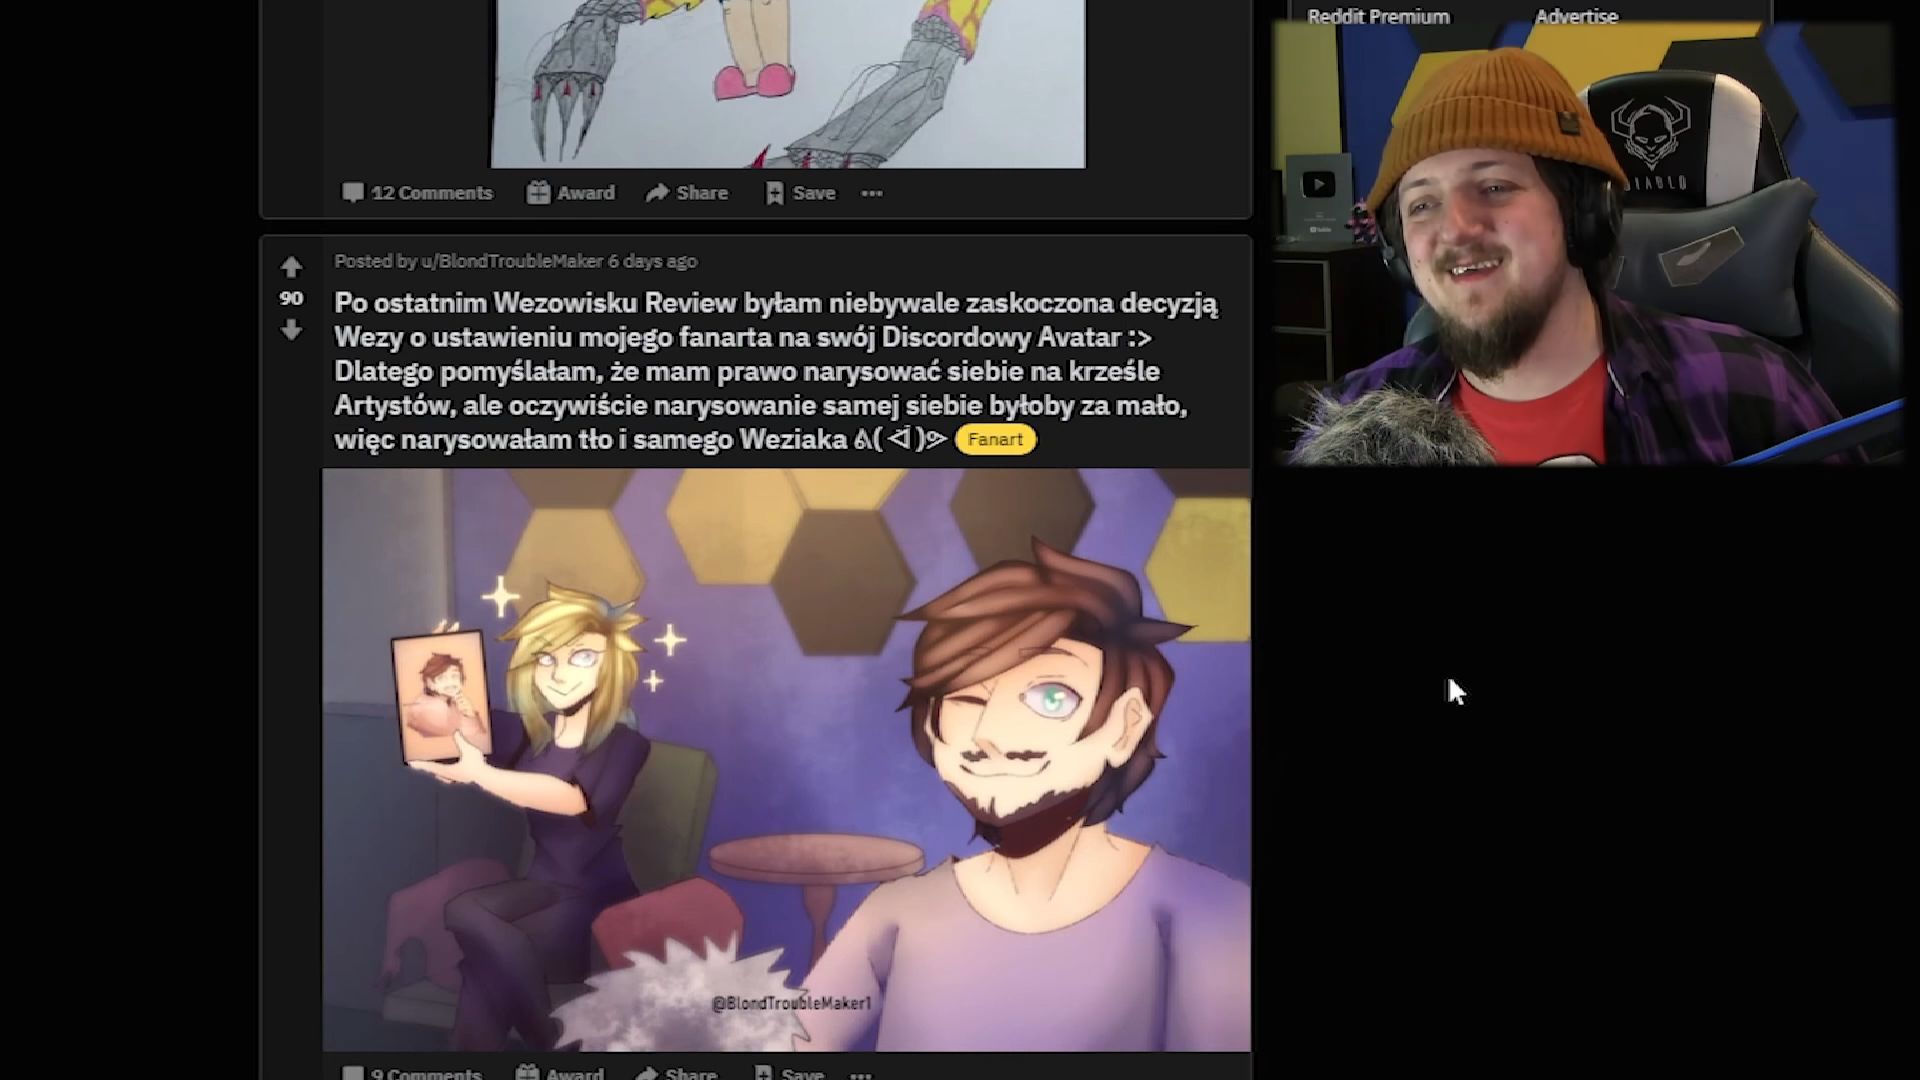 Reddit Premium
Advertise
DIABLO
12 Comments
Award
Share
Save
Posted by u/BlondTroubleMaker 6 days ago
90
Po ostatnim Wezowisku Review byłam niebywale zaskoczona decyzją
Wezy o ustawieniu mojego fanarta na swój Discordowy Avatar :>
Dlatego pomyślałam, że mam prawo narysować siebie na krześle
Artystów, ale oczywiście narysowanie samej siebie byłoby za mało,
więc narysowałam tło i samego Weziaka
Fanart
@BlondTroubleMaker1
9 Comments
Award
Share
Save